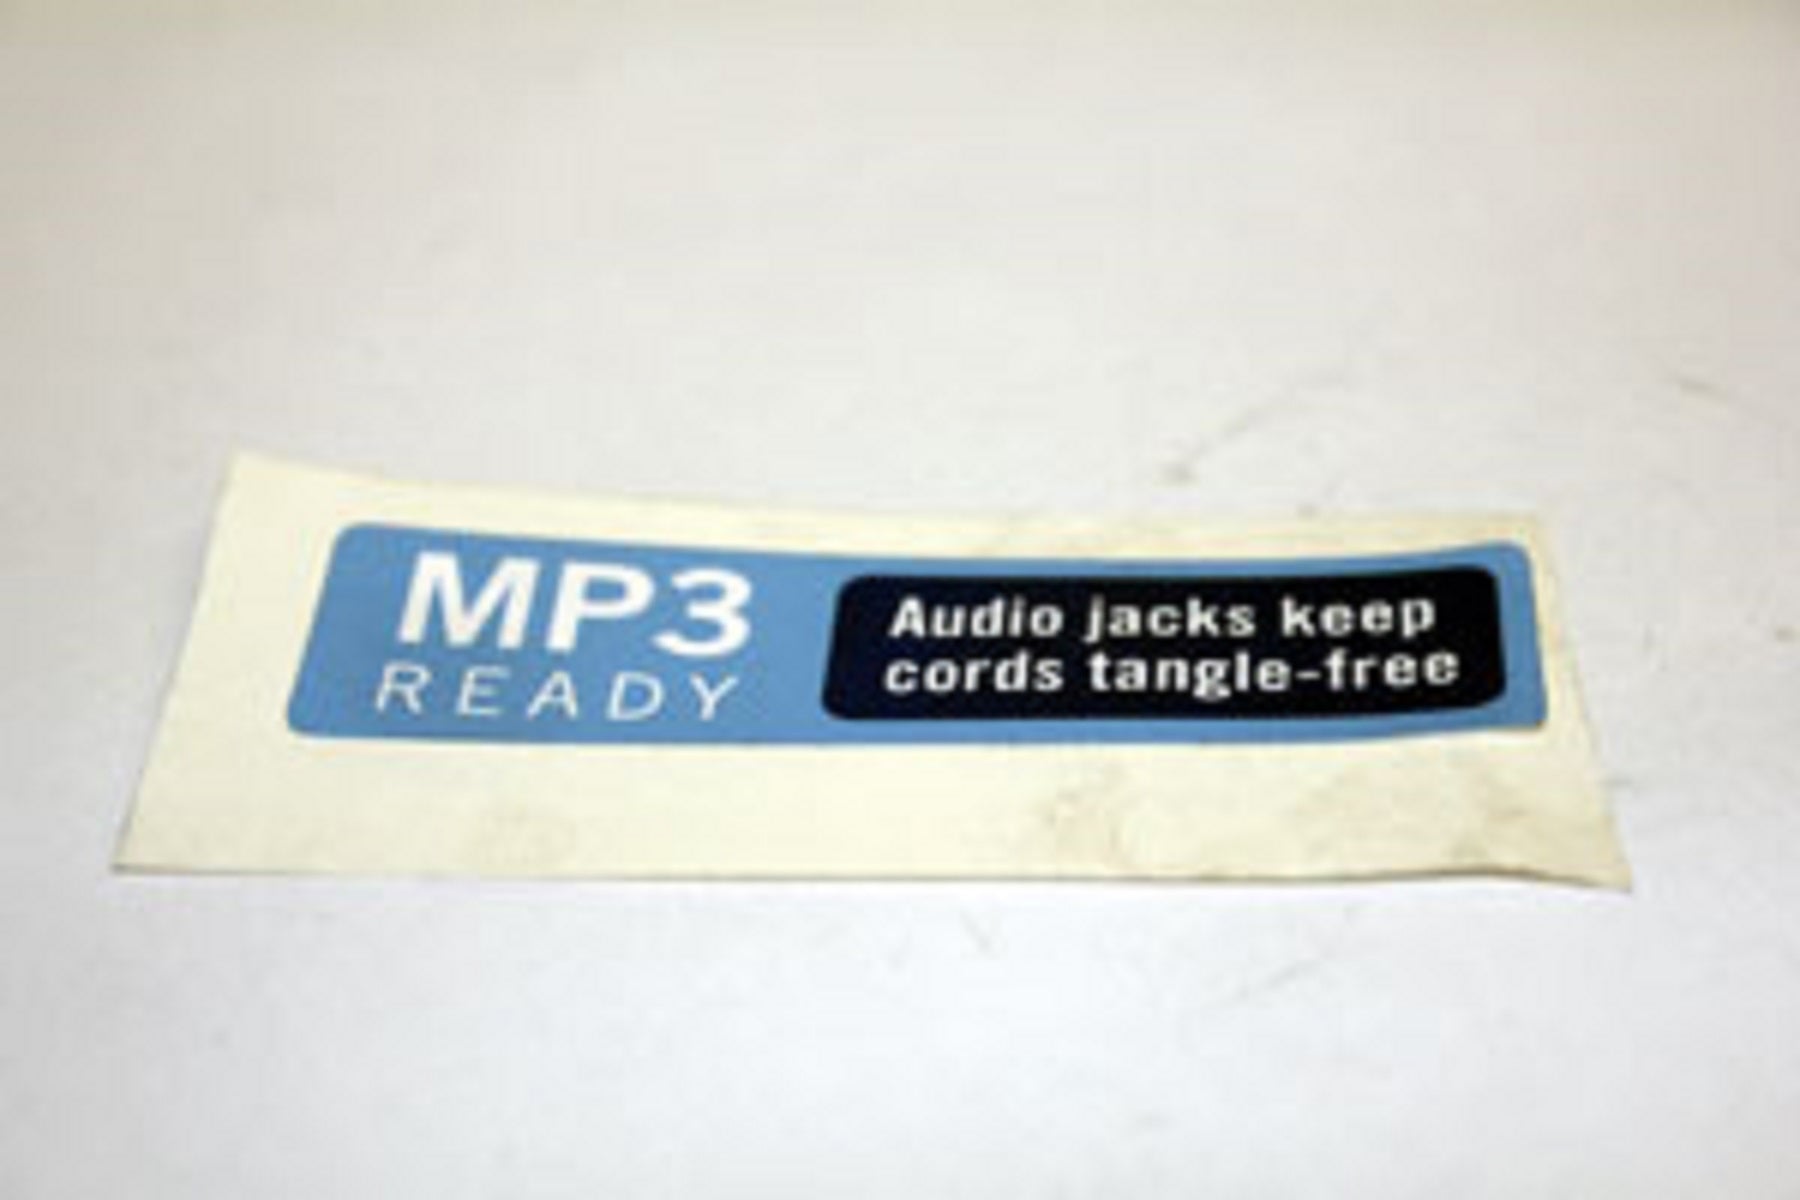 MP3
READY
Audio jacks keep
cords tangle-free